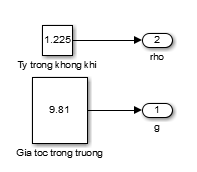 1.225
2
Ty trong khong khi
rho
9.81
1
Gia toc trong truong
g